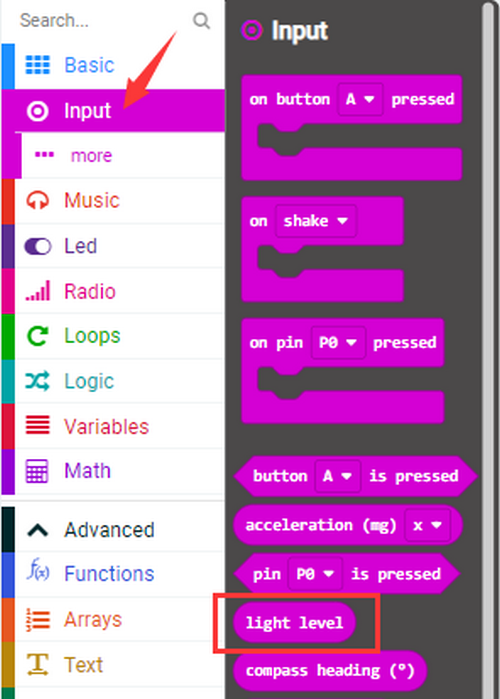 Search...
Basic
Input
more
Music
Led
Radio
Loops
Logic
Variables
Math
Advanced
Functions
f(x)
Arrays
Text
Input
on button A pressed
on shake
on pin P0 pressed
button A is pressed
acceleration (mg) x
pin P0 is pressed
light level
compass heading (°)